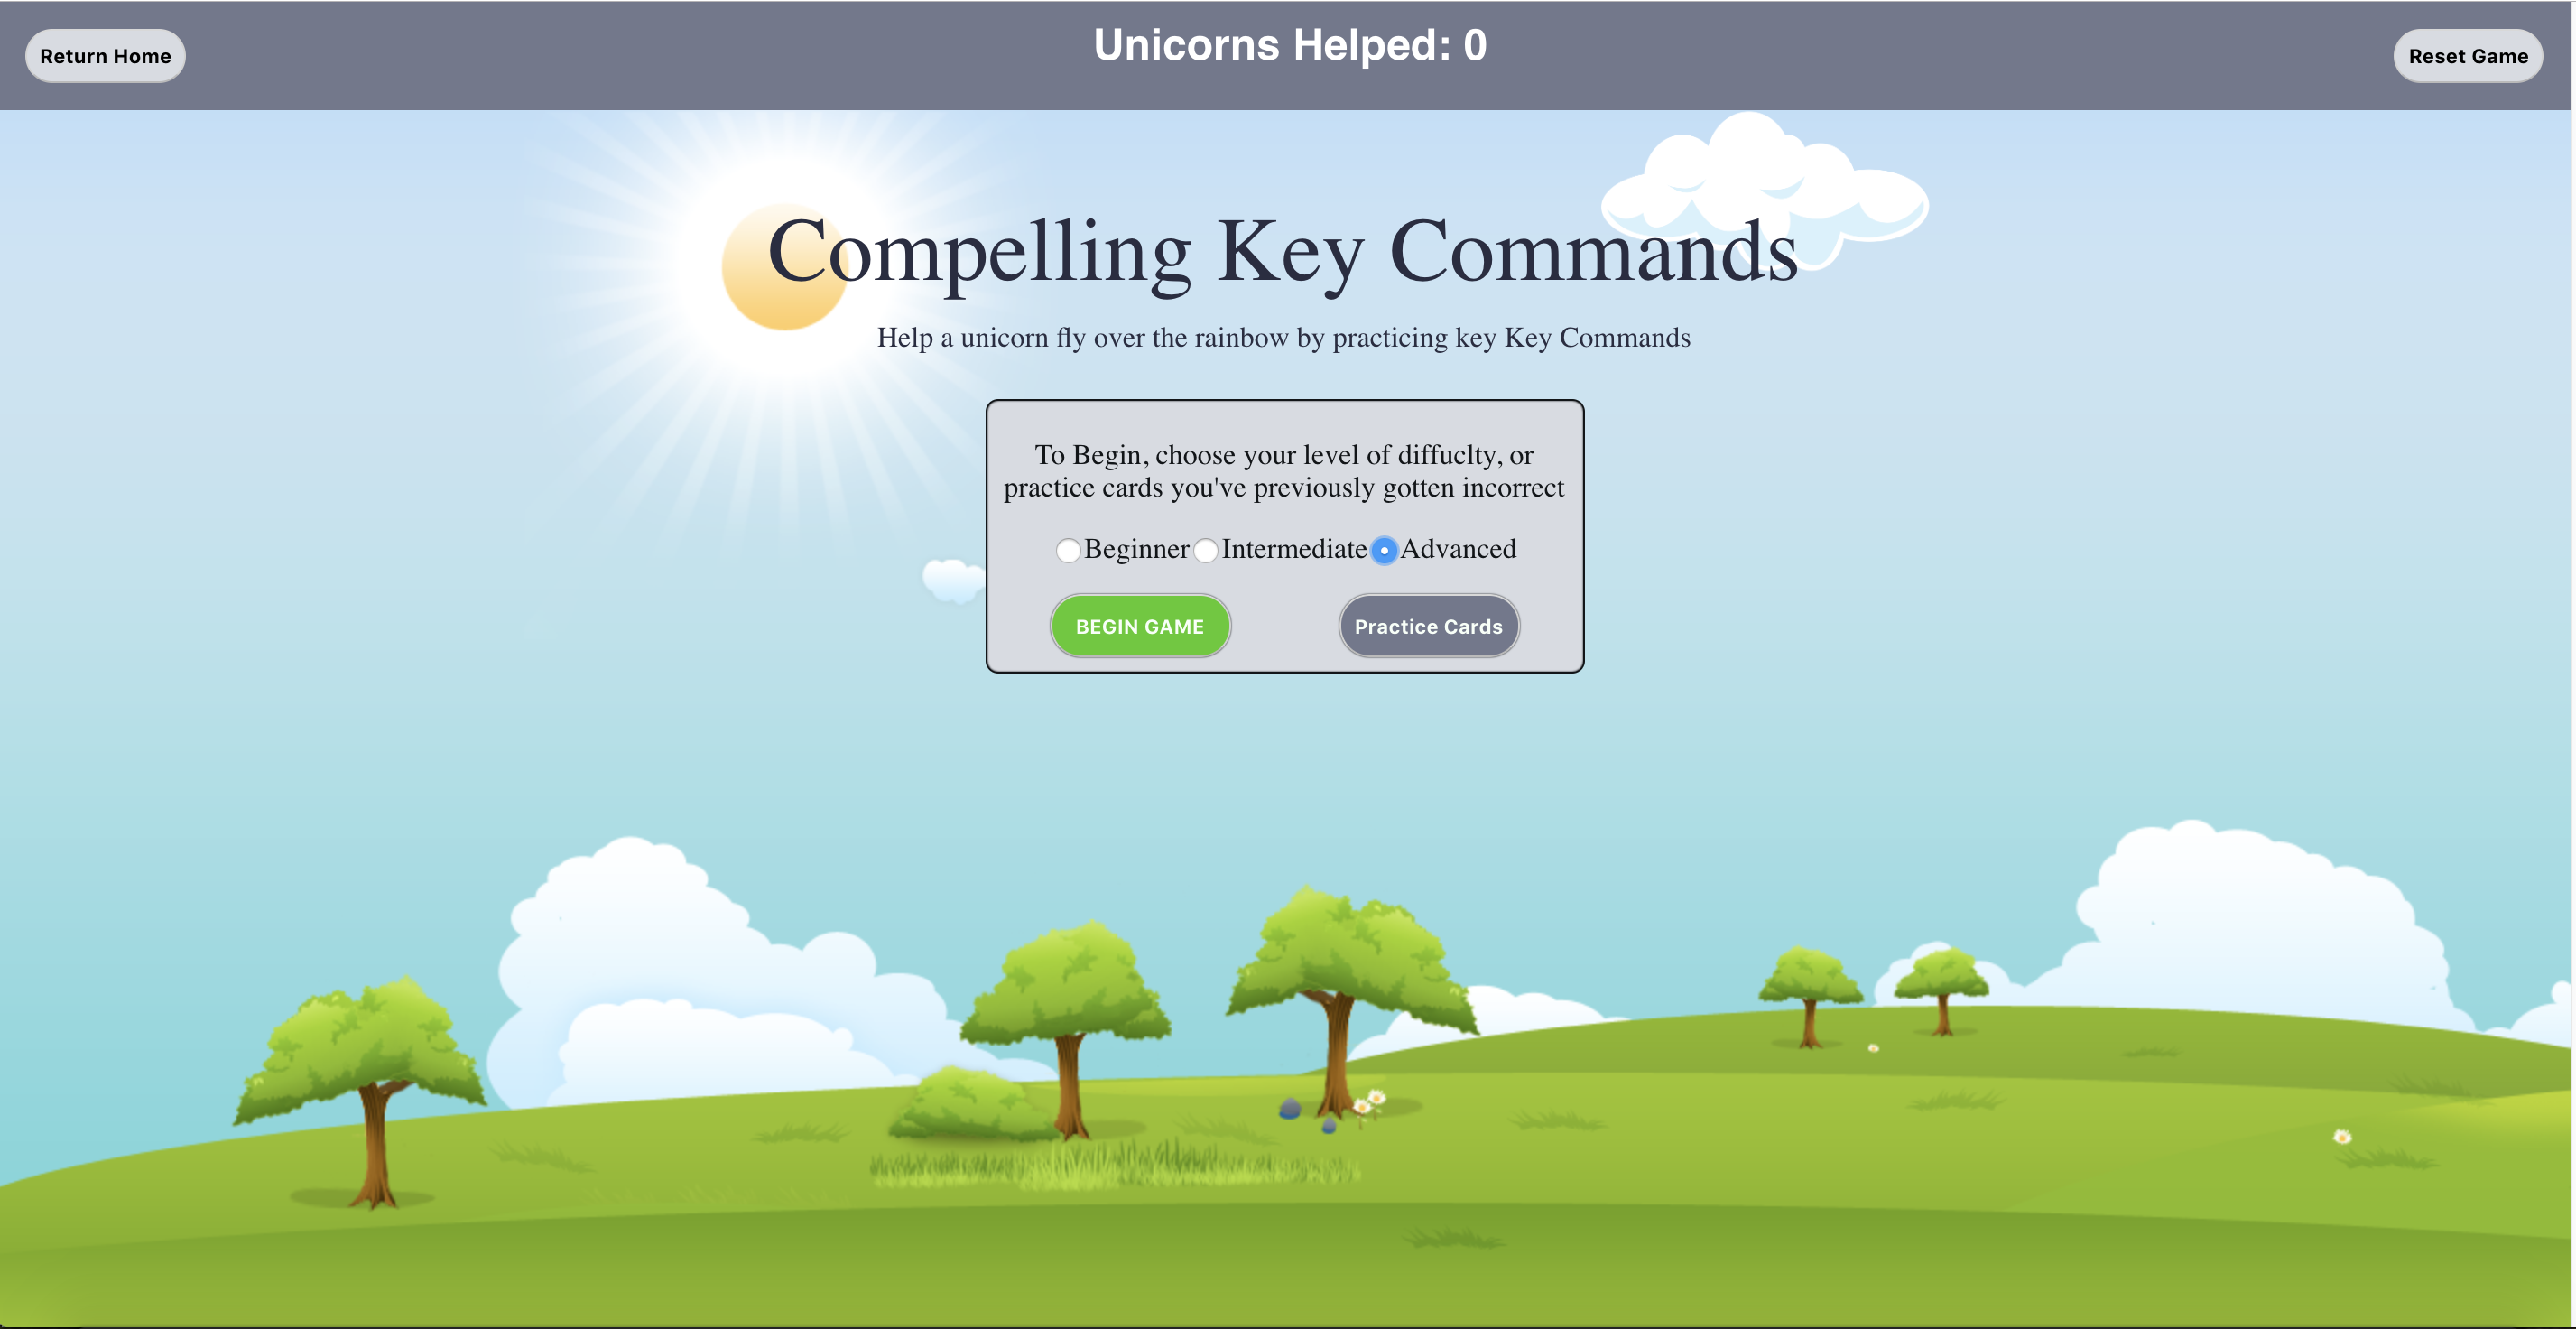 Return Home
Unicorns Helped: 0
Reset Game
Compelling Key Commands
Help a unicorn fly over the rainbow by practicing key Key Commands
To Begin, choose your level of diffuclty, or
practice cards you've previously gotten incorrect
Beginner Intermediate Advanced
BEGIN GAME
Practice Cards